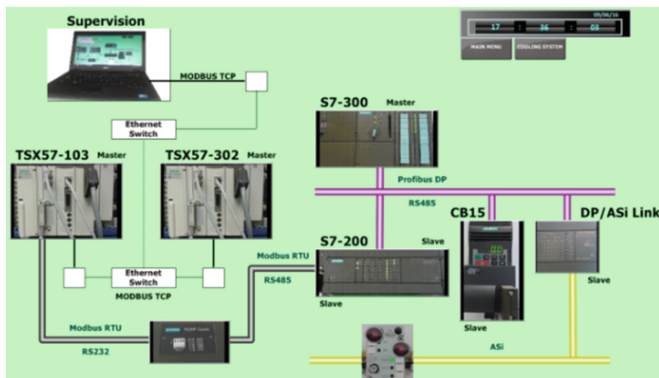 Supervision
09/06/16
17 : 36 : 03
MAIN MENU
COOLING SYSTEM
MODBUS TCP
S7-300 Master
Ethernet
Switch
TSX57-103 Master
TSX57-302 Master
Profibus DP
RS485
CB15
DP/ASi Link
S7-200
Slave
Modbus RTU
RS485
Slave
Ethernet
Switch
MODBUS TCP
Slave
Slave
Modbus RTU
RS232
ASi